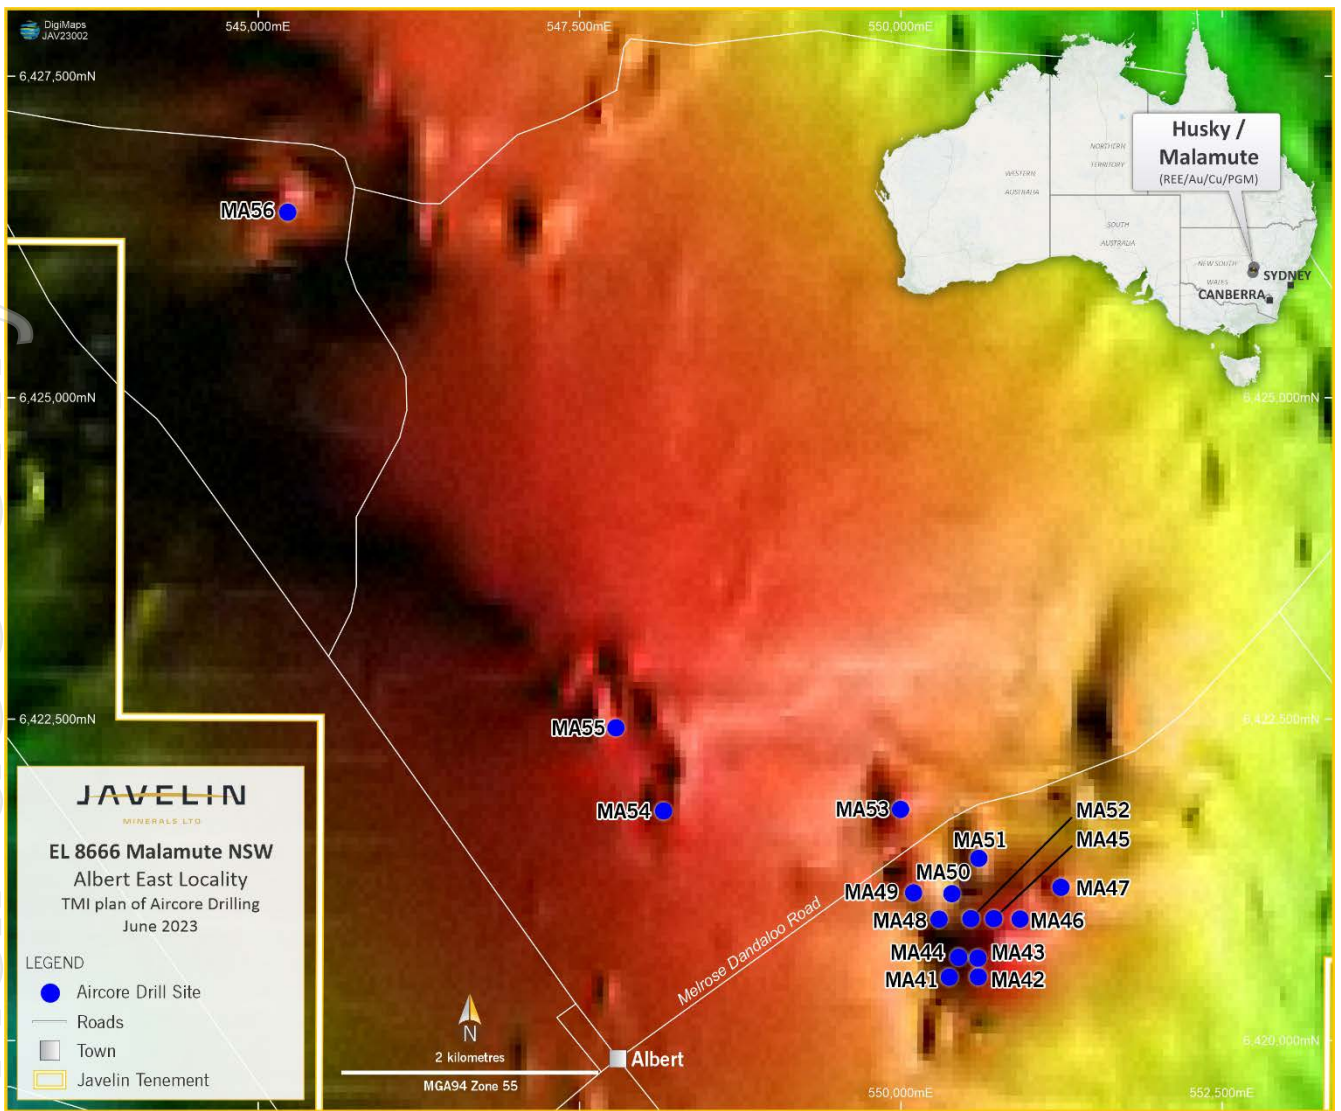 DigiMaps
JAV23002
545,000mE
547,500mE
550,000mE
6,427,500mN
Husky /
Malamute
(REE/Au/Cu/PGM)
NORTHERN
TERRITORY
WESTERN
AUSTRALIA
SOUTH
AUSTRALIA
NEW SOUTH
WALES
SYDNEY
CANBERRA
MA56
6,425,000mN
6,425,000mN
6,422,500mN
6,422,500mN
MA55
MA54
MA53
MA52
MA51
MA45
MA50
MA49
MA47
MA48
MA46
MA44
MA43
MA41
MA42
Melrose Dandaloo Road
JAVELIN
MINERALS LTD
EL 8666 Malamute NSW
Albert East Locality
TMI plan of Aircore Drilling
June 2023
LEGEND
Aircore Drill Site
Roads
Town
Javelin Tenement
N
2 kilometres
MGA94 Zone 55
Albert
6,420,000mN
550,000mE
552,500mE